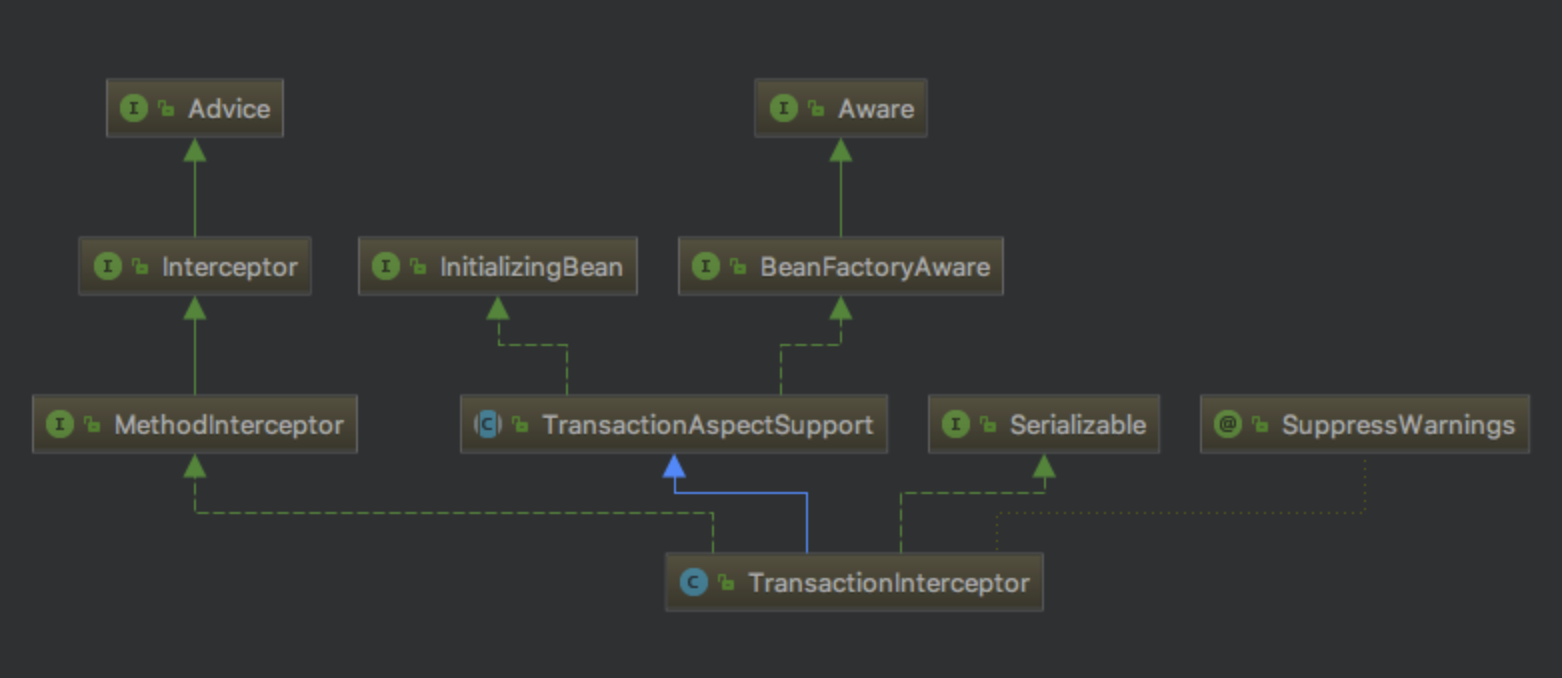 I Advice
I Aware
I Interceptor
I InitializingBean
I BeanFactoryAware
I MethodInterceptor
C TransactionAspectSupport
I Serializable
@ SuppressWarnings
C TransactionInterceptor